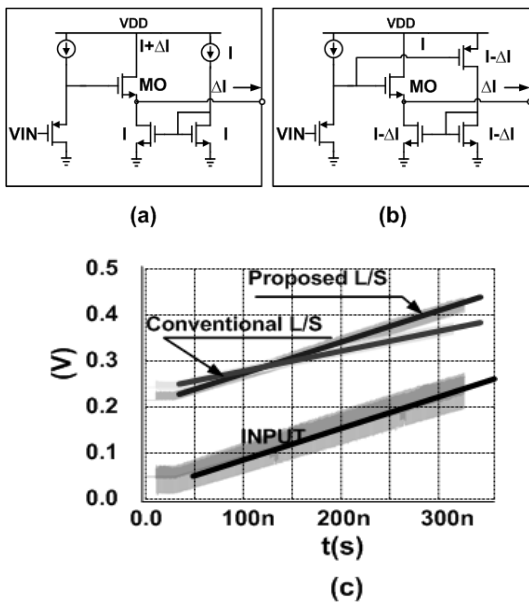 VDD
I+ΔI
I
MO
ΔI
VIN
I
I
(a)
VDD
I
I-ΔI
MO
ΔI
VIN
I-ΔI
I-ΔI
(b)
0.5
0.4
0.3
0.2
0.1
0.0
(V)
Proposed L/S
Conventional L/S
INPUT
0.0
100n
200n
300n
t(s)
(c)